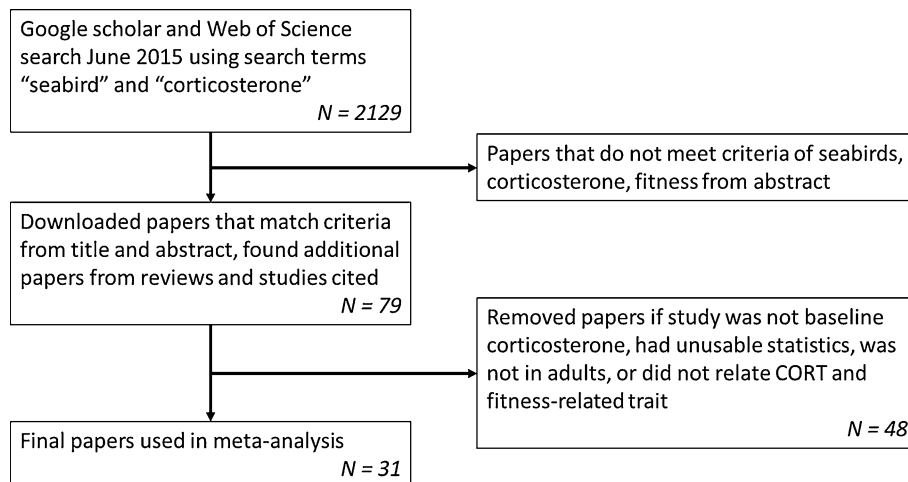 Google scholar and Web of Science
search June 2015 using search terms
“seabird” and “corticosterone”
N = 2129
Papers that do not meet criteria of seabirds,
corticosterone, fitness from abstract
Downloaded papers that match criteria
from title and abstract, found additional
papers from reviews and studies cited
N = 79
Removed papers if study was not baseline
corticosterone, had unusable statistics, was
not in adults, or did not relate CORT and
fitness-related trait
N = 48
Final papers used in meta-analysis
N = 31